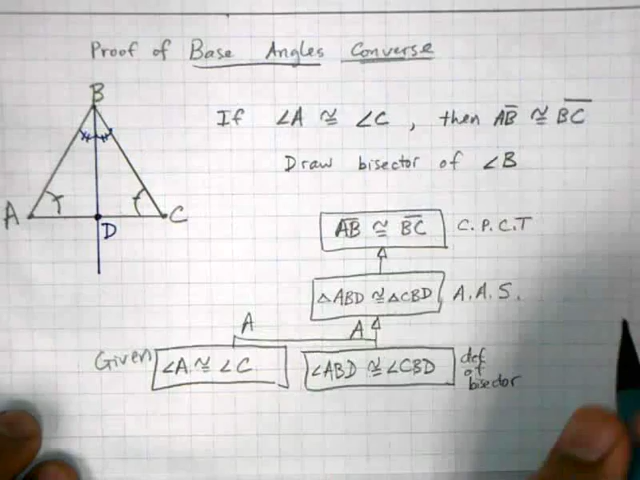 Proof of Base Angles Converse
B
A
C
D
If ∠A ≅ ∠C, then AB ≅ BC
Draw bisector of ∠B
AB ≅ BC C.P.C.T
△ABD ≅ △CBD A.A.S.
A A
Given ∠A ≅ ∠C ∠ABD ≅ ∠CBD def of bisector